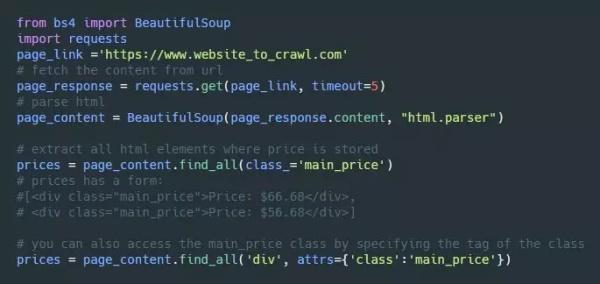 from bs4 import BeautifulSoup
import requests
page_link ='https://www.website_to_crawl.com'
# fetch the content from url
page_response = requests.get(page_link, timeout=5)
# parse html
page_content = BeautifulSoup(page_response.content, "html.parser")
# extract all html elements where price is stored
prices = page_content.find_all(class_='main_price')
# prices has a form:
#[<div class="main_price">Price: $66.68</div>,
# <div class="main_price">Price: $56.68</div>]
# you can also access the main_price class by specifying the tag of the class
prices = page_content.find_all('div', attrs={'class':'main_price'})